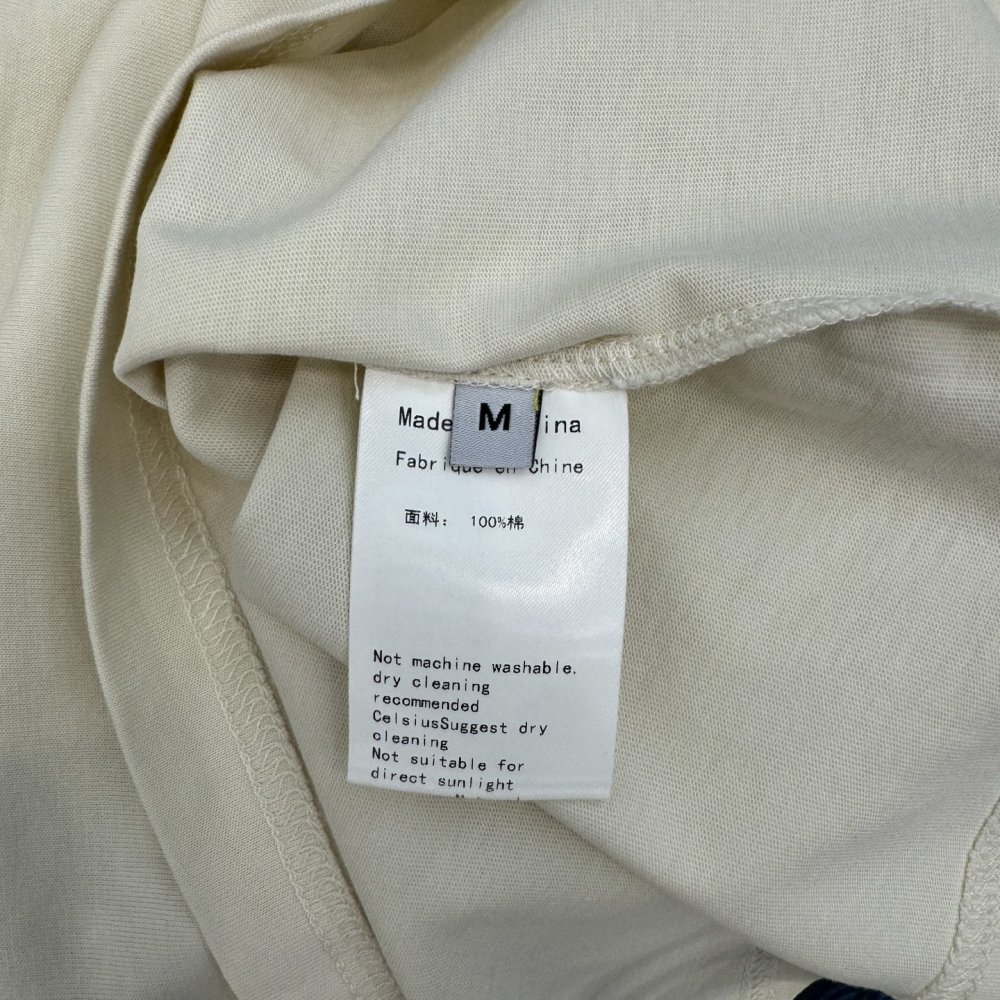 M
Made ina
Fabrique en Chine
面料： 100%棉
Not machine washable.
dry cleaning
recommended
CelsiusSuggest dry
cleaning
Not suitable for
direct sunlight